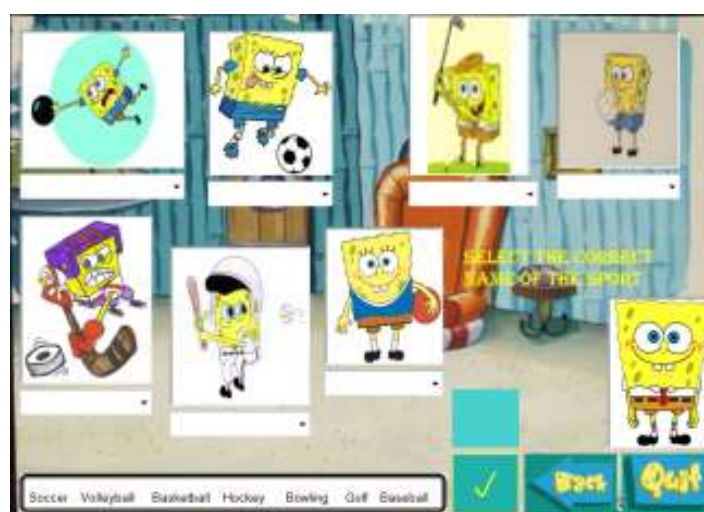 SELECT THE CORRECT
NAME OF THE SPORT
Soccer Volleyball Basketball Hockey Bowling Golf Baseball
Back
Quit